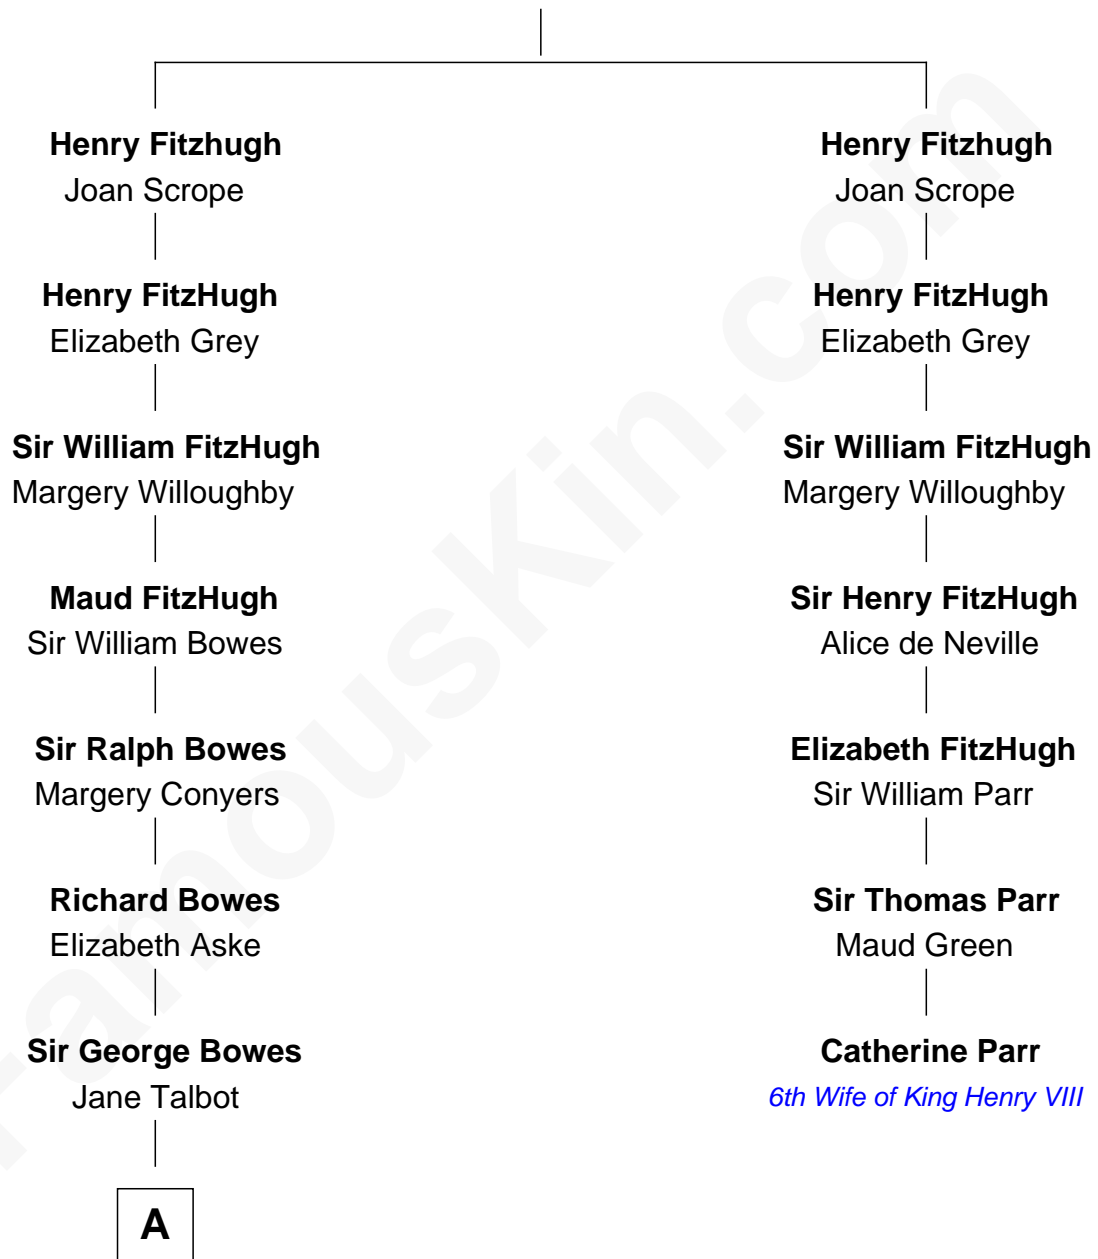 Henry Fitzhugh
Joan Scrope
Henry FitzHugh
Elizabeth Grey
Sir William FitzHugh
Margery Willoughby
Maud FitzHugh
Sir William Bowes
Sir Ralph Bowes
Margery Conyers
Richard Bowes
Elizabeth Aske
Sir George Bowes
Jane Talbot
A
Henry Fitzhugh
Joan Scrope
Henry FitzHugh
Elizabeth Grey
Sir William FitzHugh
Margery Willoughby
Sir Henry FitzHugh
Alice de Neville
Elizabeth FitzHugh
Sir William Parr
Sir Thomas Parr
Maud Green
Catherine Parr
6th Wife of King Henry VIII
FamousKin.com